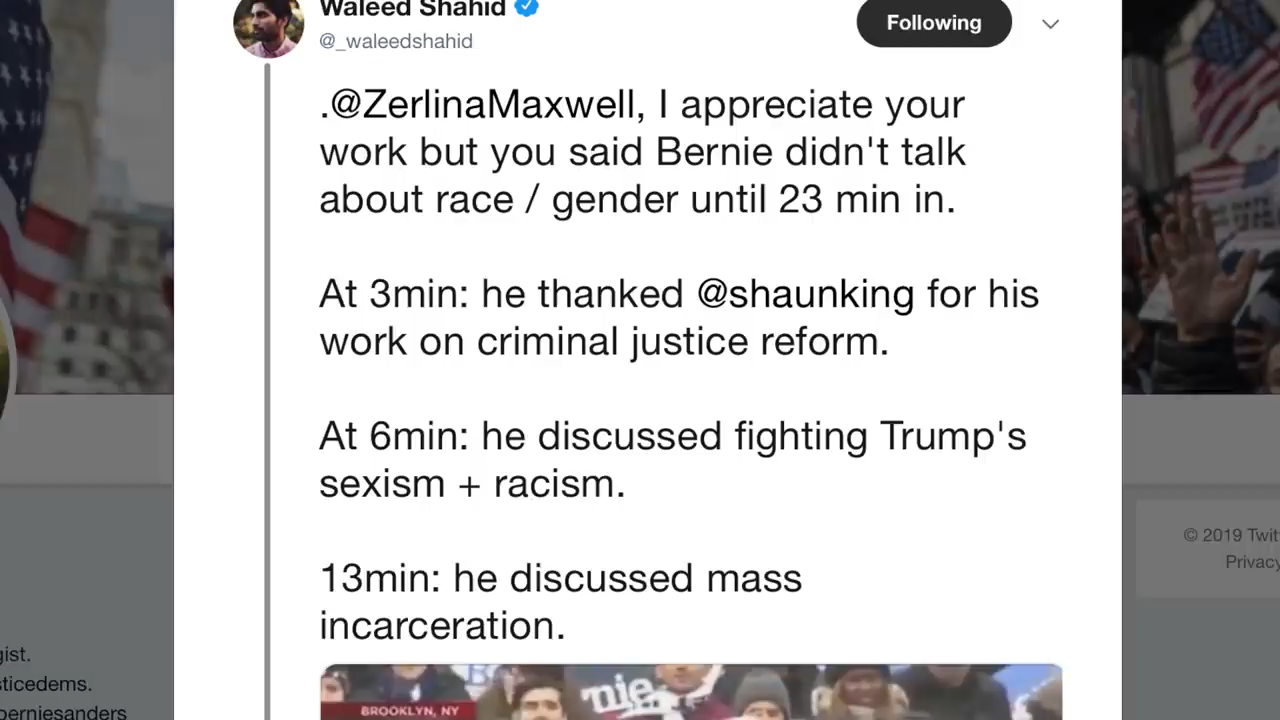 Waleed Shahid
@_waleedshahid
Following
.@ZerlinaMaxwell, I appreciate your
work but you said Bernie didn't talk
about race / gender until 23 min in.
At 3min: he thanked @shaunking for his
work on criminal justice reform.
At 6min: he discussed fighting Trump's
sexism + racism.
13min: he discussed mass
incarceration.
BROOKLYN, NY
nie
© 2019 Twit
Privacy
gist.
sticedems.
berniesanders